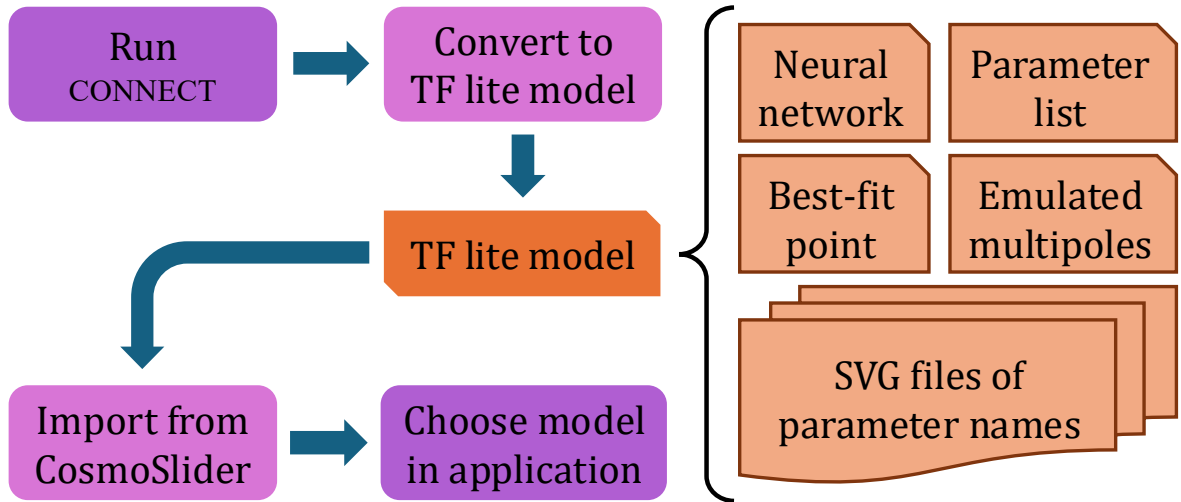 Run
CONNECT
Convert to
TF lite model
TF lite model
Import from
CosmoSlider
Choose model
in application
Neural
network
Parameter
list
Best-fit
point
Emulated
multipoles
SVG files of
parameter names